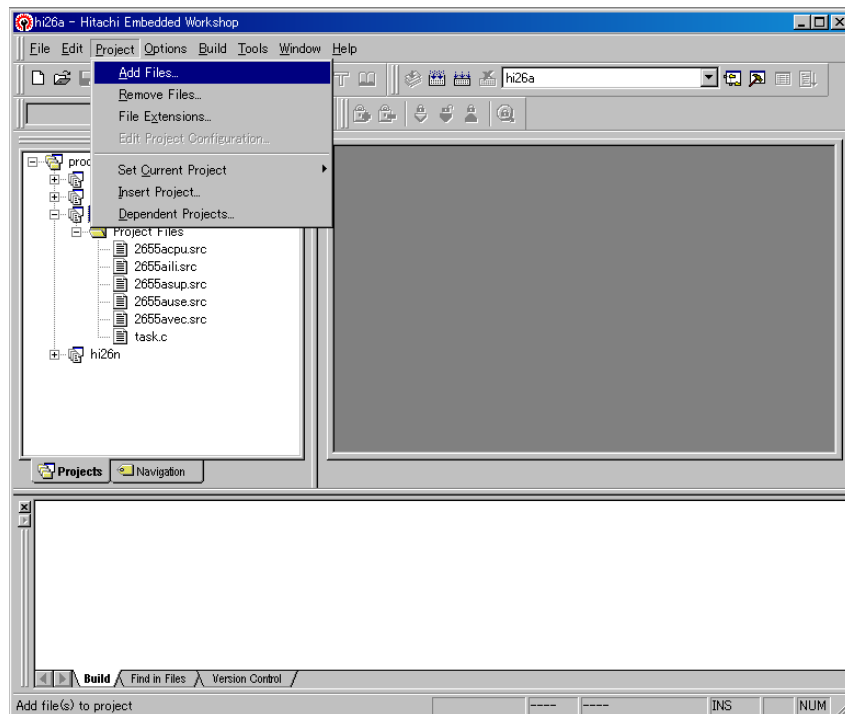 hi26a - Hitachi Embedded Workshop
File Edit Project Options Build Tools Window Help
Add Files...
hi26a
Remove Files...
File Extensions...
Edit Project Configuration...
Set Current Project
Insert Project...
Dependent Projects...
Project Files
2655acpu.src
2655aili.src
2655asup.src
2655ause.src
2655avec.src
task.c
hi26n
Projects Navigation
Build Find in Files Version Control
Add file(s) to project ---- ---- INS NUM